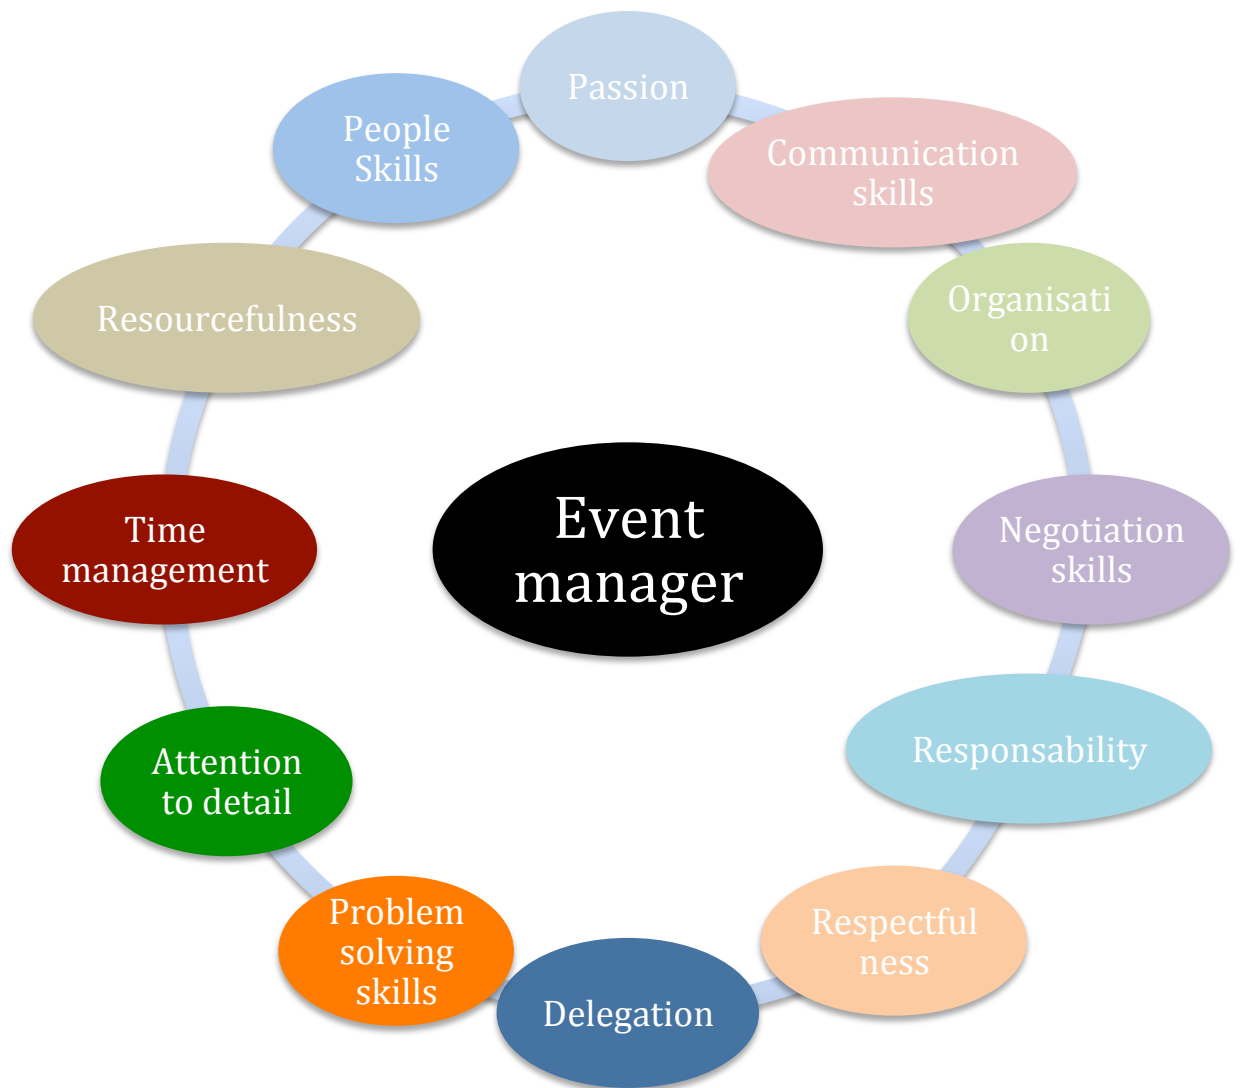 Passion
People
Skills
Communication
skills
Resourcefulness
Organisati
on
Time
management
Event
manager
Negotiation
skills
Responsability
Attention
to detail
Problem
solving
skills
Respectful
ness
Delegation